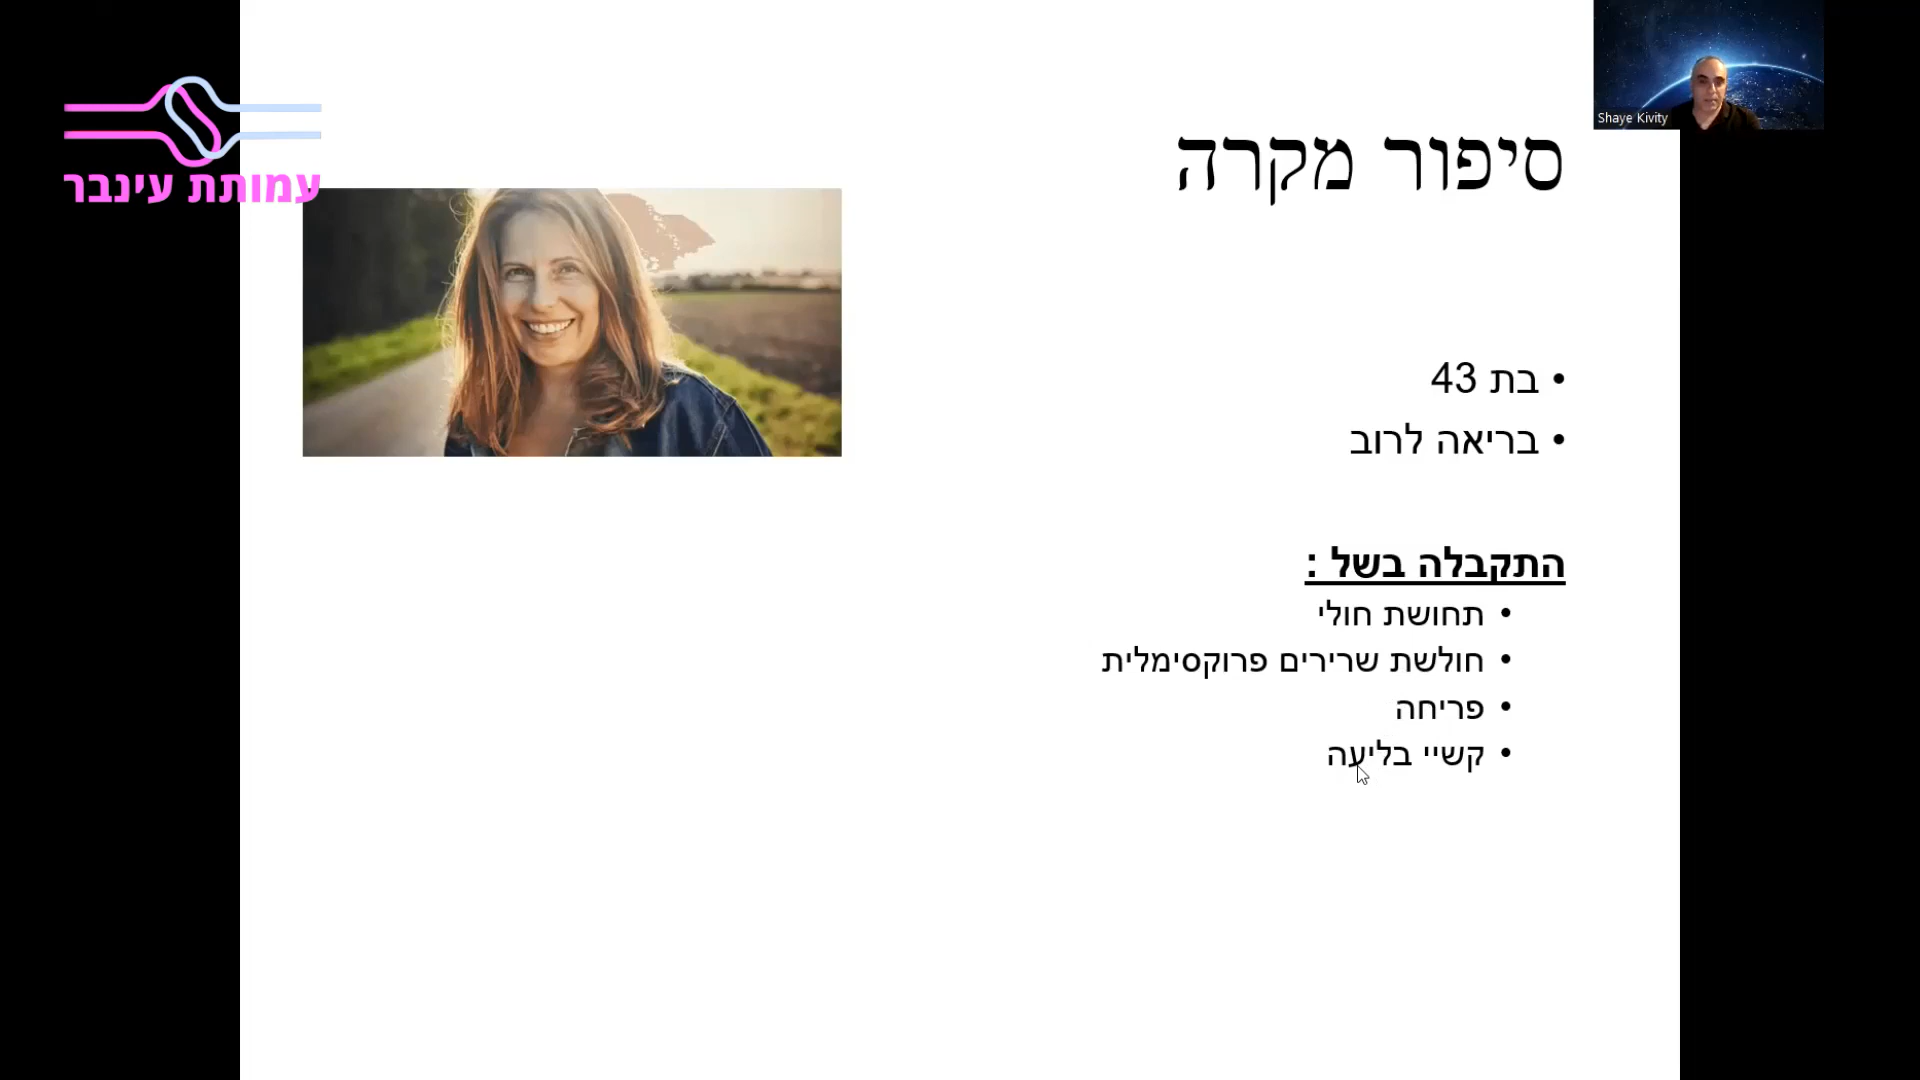 עמותת עינבר
Shaye Kivity
סיפור מקרה
• בת 43
• בריאה לרוב
התקבלה בשל :
• תחושת חולי
• חולשת שרירים פרוקסימלית
• פריחה
• קשיי בליעה